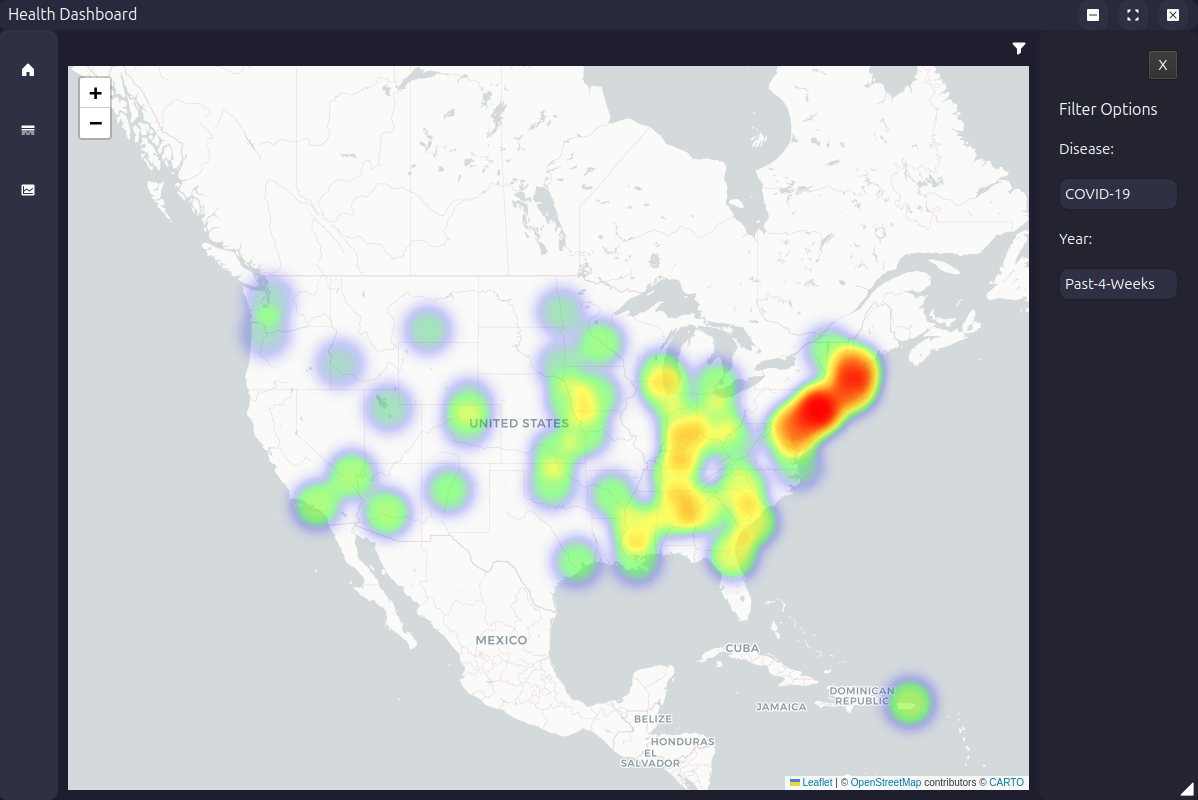 Health Dashboard
X
Filter Options
Disease:
COVID-19
Year:
Past-4-Weeks
+
−
UNITED STATES
MEXICO
CUBA
DOMINICAN
REPUBLIC
JAMAICA
BELIZE
HONDURAS
EL
SALVADOR
Leaflet | © OpenStreetMap contributors © CARTO